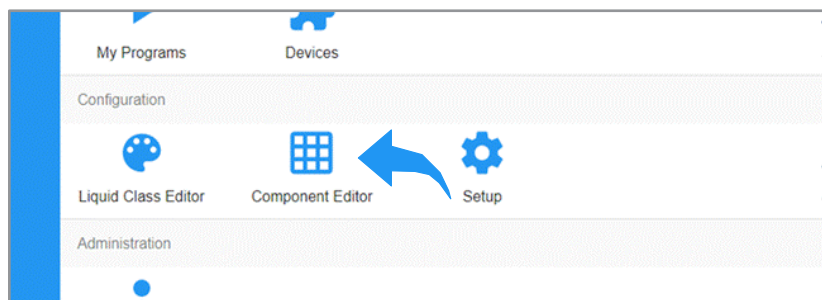 My Programs Devices
Configuration
Liquid Class Editor Component Editor Setup
Administration